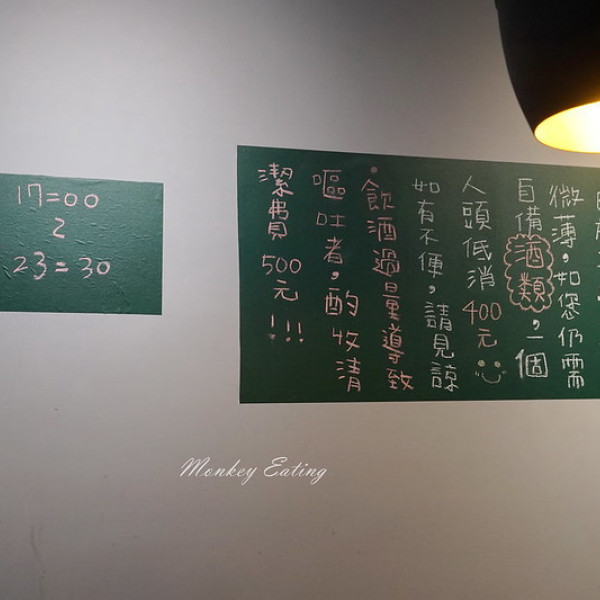 17=00
2
23=30
微薄，如您仍需
自備酒類，一個
人頭低消400元
如有不便，請見諒
·飲酒過量導致
嘔吐者，酌收清
潔費500元!!!
Monkey Eating